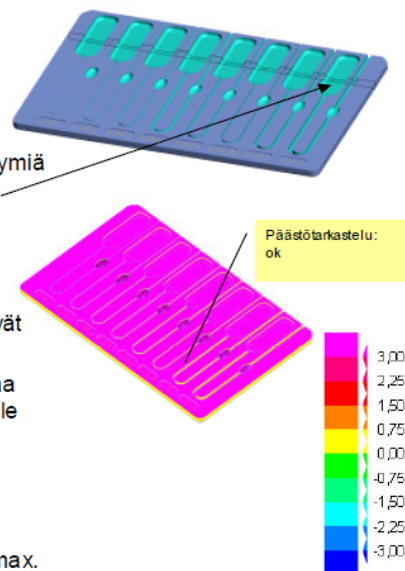 ymiä
Päästötarkastelu:
ok
vät
aa
le
3,00
2,25
1,50
0,75
0,00
-0,75
-1,50
-2,25
-3,00
max.